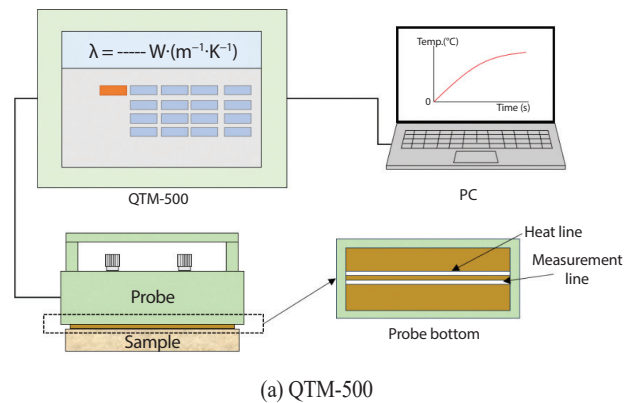 λ = ----- W·(m⁻¹·K⁻¹)
QTM-500
Temp.(°C)
0
Time (s)
PC
Probe
Sample
Heat line
Measurement
line
Probe bottom
(a) QTM-500